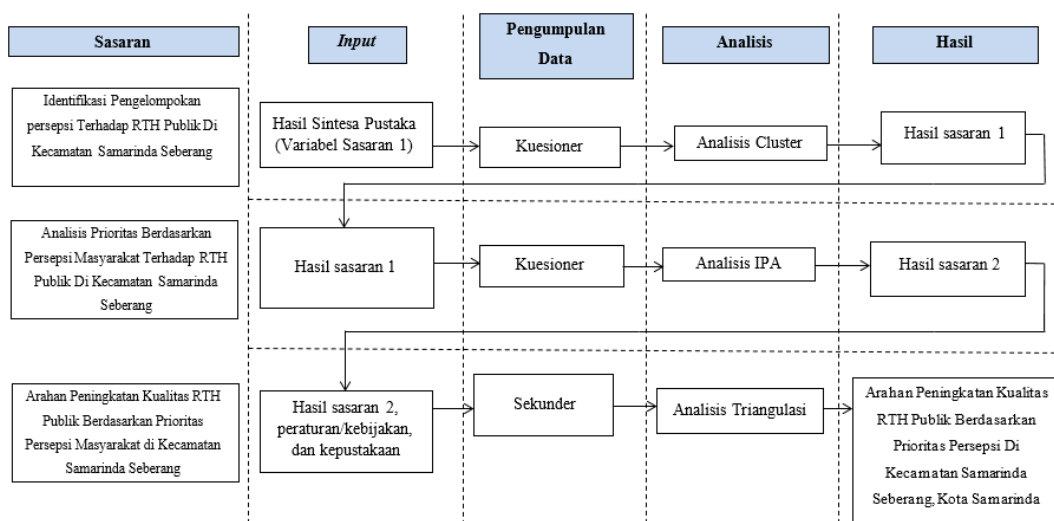 Sasaran
Input
Pengumpulan
Data
Analisis
Hasil
Identifikasi Pengelompokan
persepsi Terhadap RTH Publik Di
Kecamatan Samarinda Seberang
Hasil Sintesa Pustaka
(Variabel Sasaran 1)
Kuesioner
Analisis Cluster
Hasil sasaran 1
Analisis Prioritas Berdasarkan
Persepsi Masyarakat Terhadap RTH
Publik Di Kecamatan Samarinda
Seberang
Hasil sasaran 1
Kuesioner
Analisis IPA
Hasil sasaran 2
Arahan Peningkatan Kualitas RTH
Publik Berdasarkan Prioritas
Persepsi Masyarakat di Kecamatan
Samarinda Seberang
Hasil sasaran 2,
peraturan/kebijakan,
dan kepustakaan
Sekunder
Analisis Triangulasi
Arahan Peningkatan Kualitas
RTH Publik Berdasarkan
Prioritas Persepsi Di
Kecamatan Samarinda
Seberang, Kota Samarinda